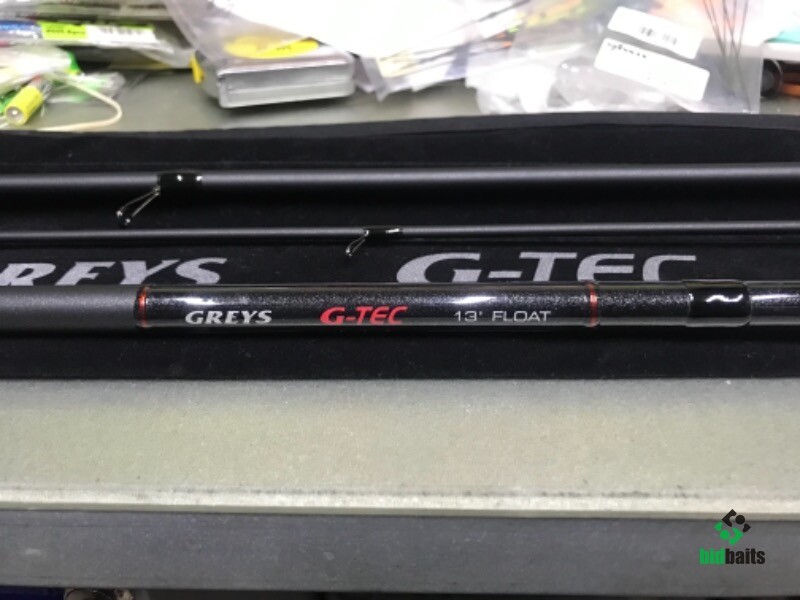 GREYS G-TEC
GREYS G-TEC 13' FLOAT
bidbaits